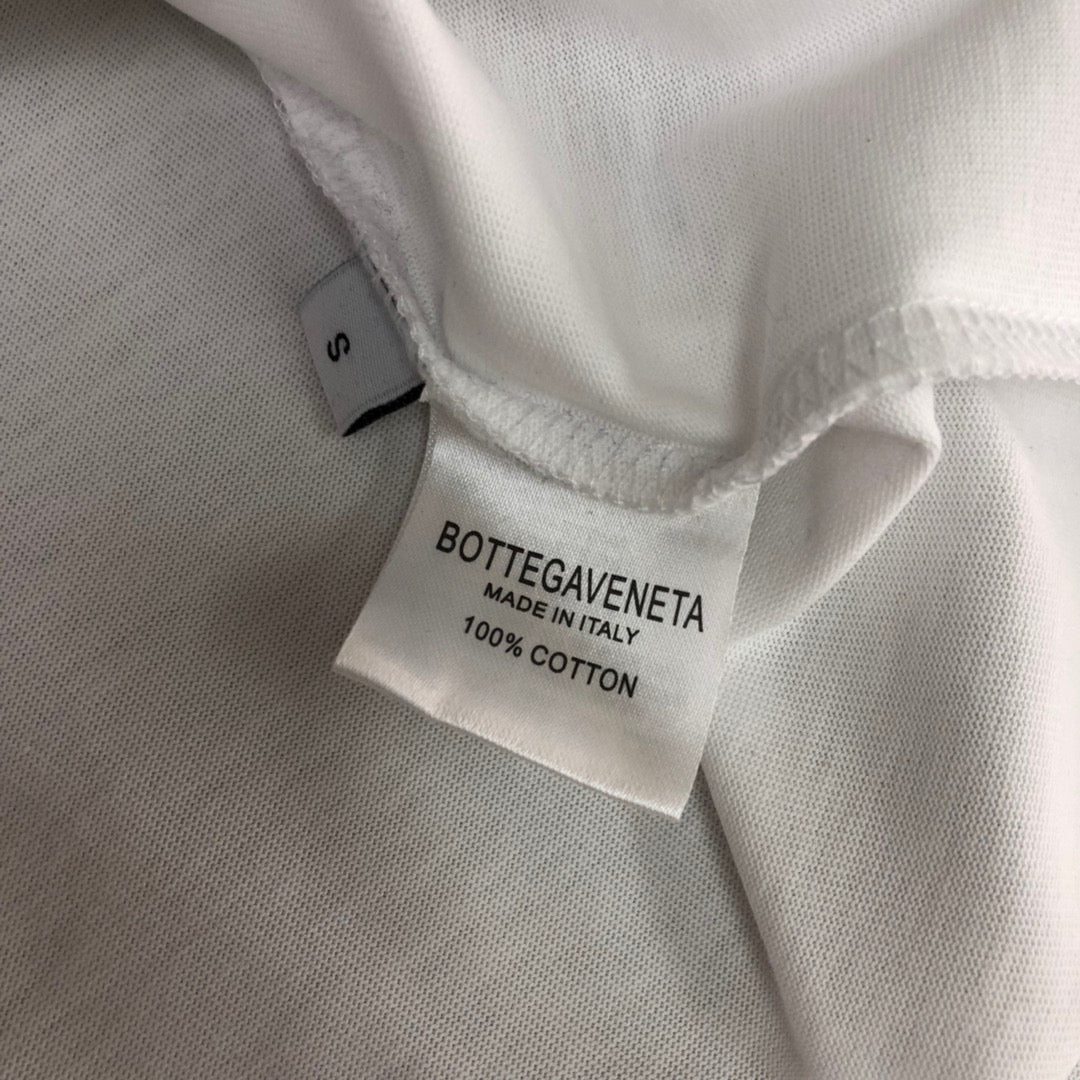 S
BOTTEGAVENETA
MADE IN ITALY
100% COTTON